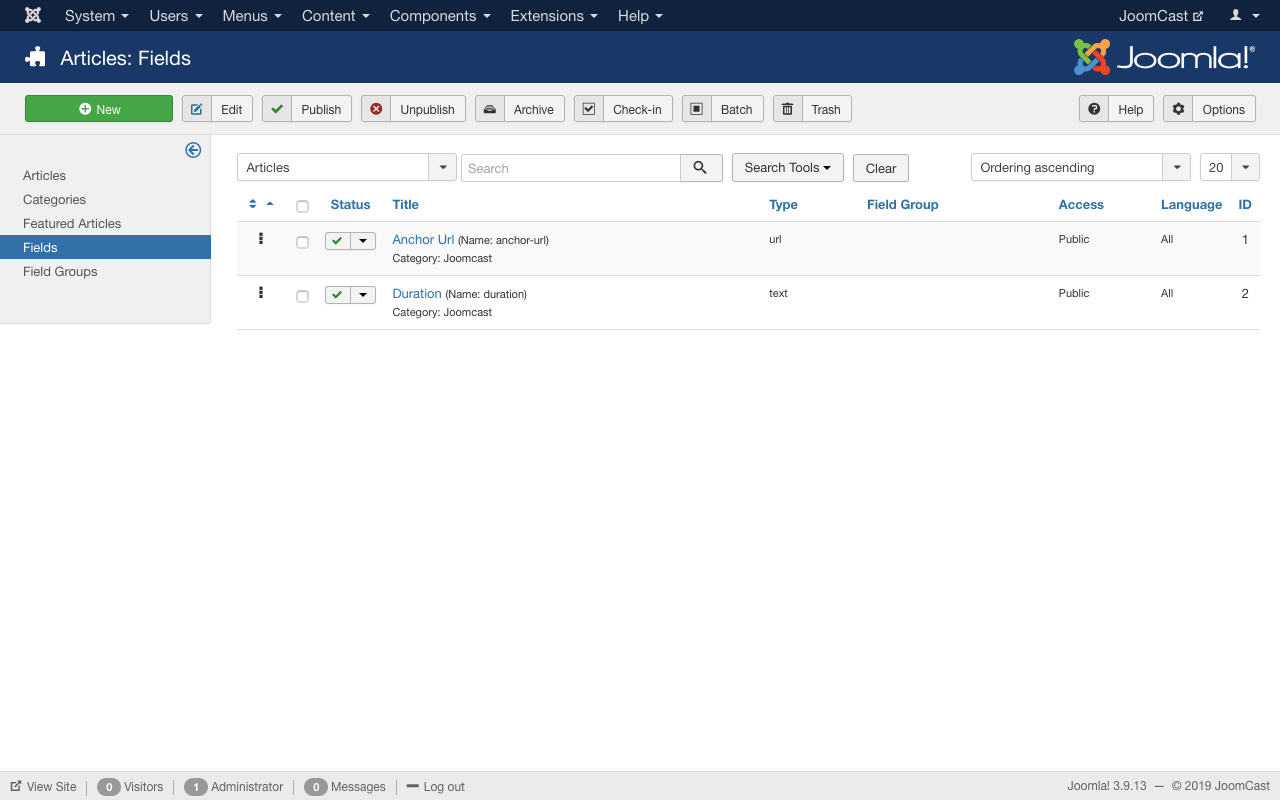 System Users Menus Content Components Extensions Help JoomCast
Articles: Fields Joomla!®
New Edit Publish Unpublish Archive Check-in Batch Trash Help Options
Articles
Categories
Featured Articles
Fields
Field Groups
Articles Search Search Tools Clear Ordering ascending 20
Status Title Type Field Group Access Language ID
Anchor Url (Name: anchor-url) url Public All 1
Category: Joomcast
Duration (Name: duration) text Public All 2
Category: Joomcast
View Site 0 Visitors 1 Administrator 0 Messages Log out Joomla! 3.9.13 — © 2019 JoomCast